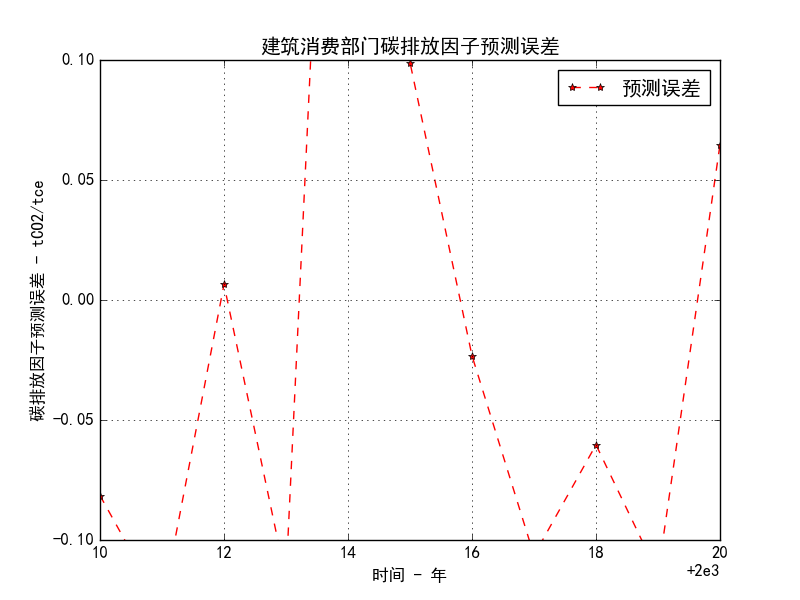 建筑消费部门碳排放因子预测误差
预测误差
碳排放因子预测误差 - tCO2/tce
0.10
0.05
0.00
-0.05
-0.10
10 12 14 16 18 20
+2e3
时间 - 年